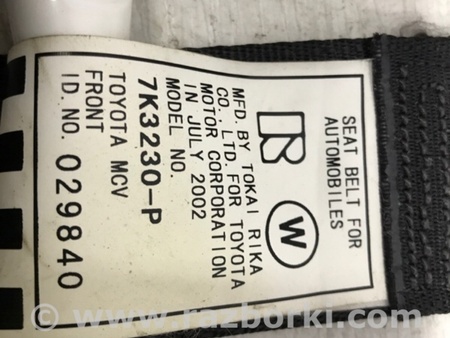 SEAT BELT FOR
AUTOMOBILES
R W
MFD. BY TOKAI RIKA
CO., LTD. FOR TOYOTA
MOTOR CORPORATION
IN JULY 2002
MODEL NO.
7K3230-P
TOYOTA MCV
FRONT
ID. NO. 029840
© www.razborki.com